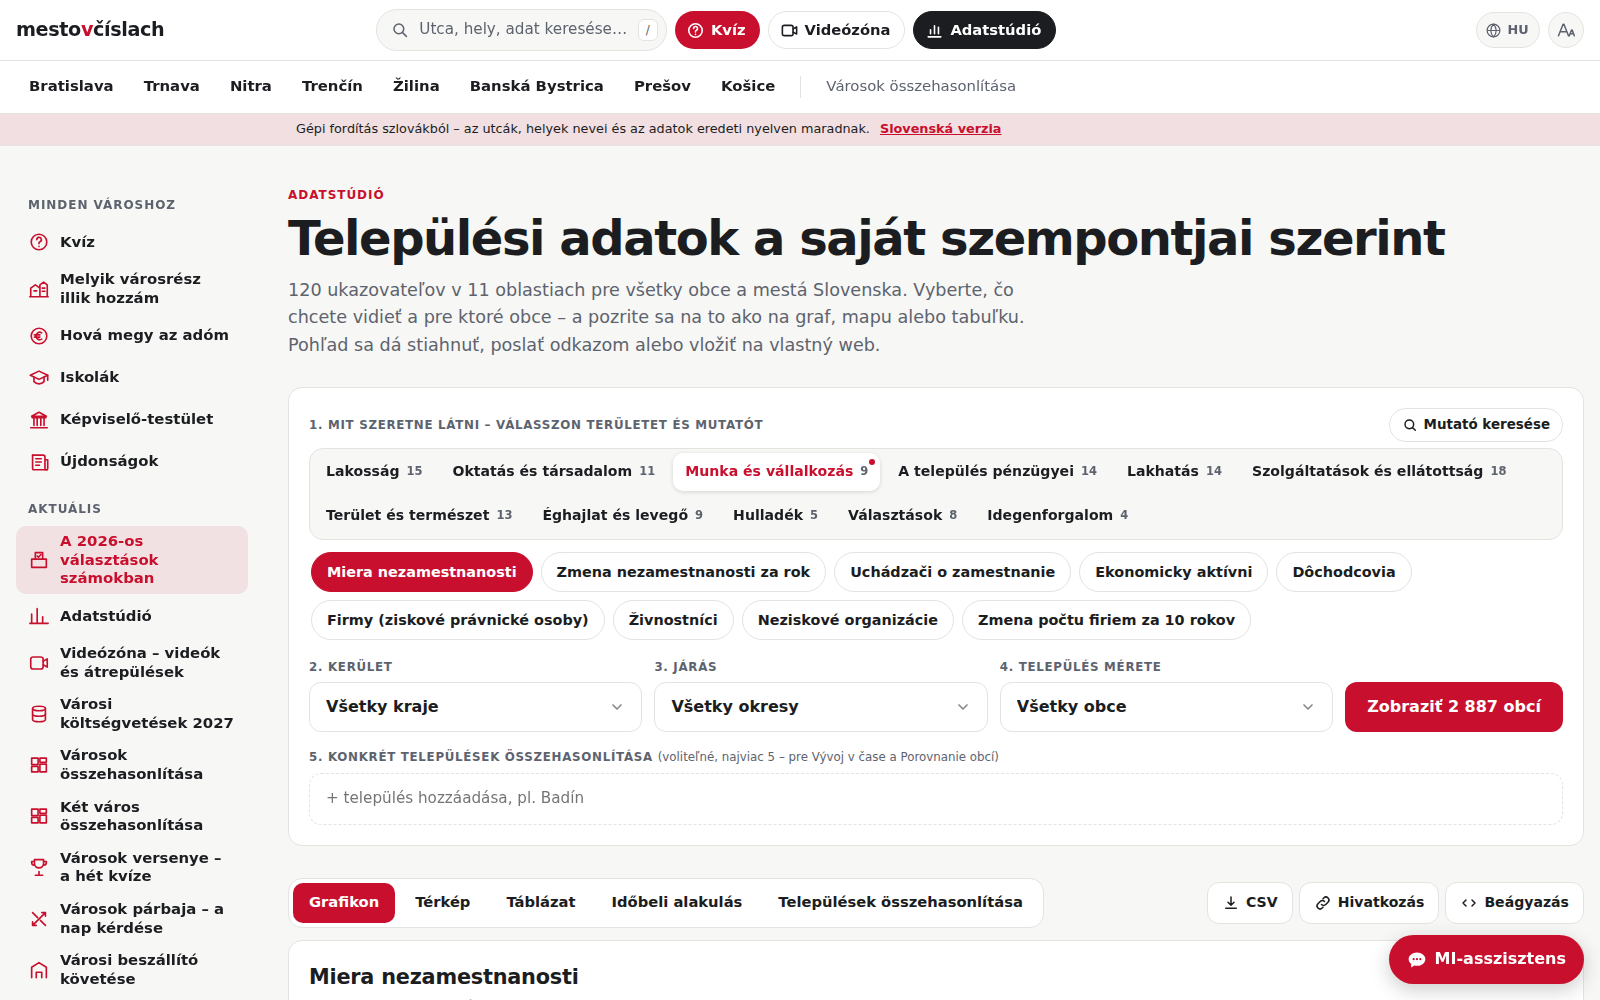 mestovčíslach
Utca, hely, adat keresése… /
Kvíz
Videózóna
Adatstúdió
HU
Bratislava Trnava Nitra Trenčín Žilina Banská Bystrica Prešov Košice Városok összehasonlítása
Gépi fordítás szlovákból – az utcák, helyek nevei és az adatok eredeti nyelven maradnak. Slovenská verzia
MINDEN VÁROSHOZ
Kvíz
Melyik városrész
illik hozzám
Hová megy az adóm
Iskolák
Képviselő-testület
Újdonságok
AKTUÁLIS
A 2026-os
választások
számokban
Adatstúdió
Videózóna – videók
és átrepülések
Városi
költségvetések 2027
Városok
összehasonlítása
Két város
összehasonlítása
Városok versenye –
a hét kvíze
Városok párbaja – a
nap kérdése
Városi beszállító
követése
ADATSTÚDIÓ
Települési adatok a saját szempontjai szerint
120 ukazovateľov v 11 oblastiach pre všetky obce a mestá Slovenska. Vyberte, čo
chcete vidieť a pre ktoré obce – a pozrite sa na to ako na graf, mapu alebo tabuľku.
Pohľad sa dá stiahnuť, poslať odkazom alebo vložiť na vlastný web.
1. MIT SZERETNE LÁTNI – VÁLASSZON TERÜLETET ÉS MUTATÓT
Mutató keresése
Lakosság 15 Oktatás és társadalom 11 Munka és vállalkozás 9 A település pénzügyei 14 Lakhatás 14 Szolgáltatások és ellátottság 18
Terület és természet 13 Éghajlat és levegő 9 Hulladék 5 Választások 8 Idegenforgalom 4
Miera nezamestnanosti Zmena nezamestnanosti za rok Uchádzači o zamestnanie Ekonomicky aktívni Dôchodcovia
Firmy (ziskové právnické osoby) Živnostníci Neziskové organizácie Zmena počtu firiem za 10 rokov
2. KERÜLET 3. JÁRÁS 4. TELEPÜLÉS MÉRETE
Všetky kraje Všetky okresy Všetky obce Zobraziť 2 887 obcí
5. KONKRÉT TELEPÜLÉSEK ÖSSZEHASONLÍTÁSA (voliteľné, najviac 5 – pre Vývoj v čase a Porovnanie obcí)
+ település hozzáadása, pl. Badín
Grafikon Térkép Táblázat Időbeli alakulás Települések összehasonlítása
CSV Hivatkozás Beágyazás
Miera nezamestnanosti
MI-asszisztens